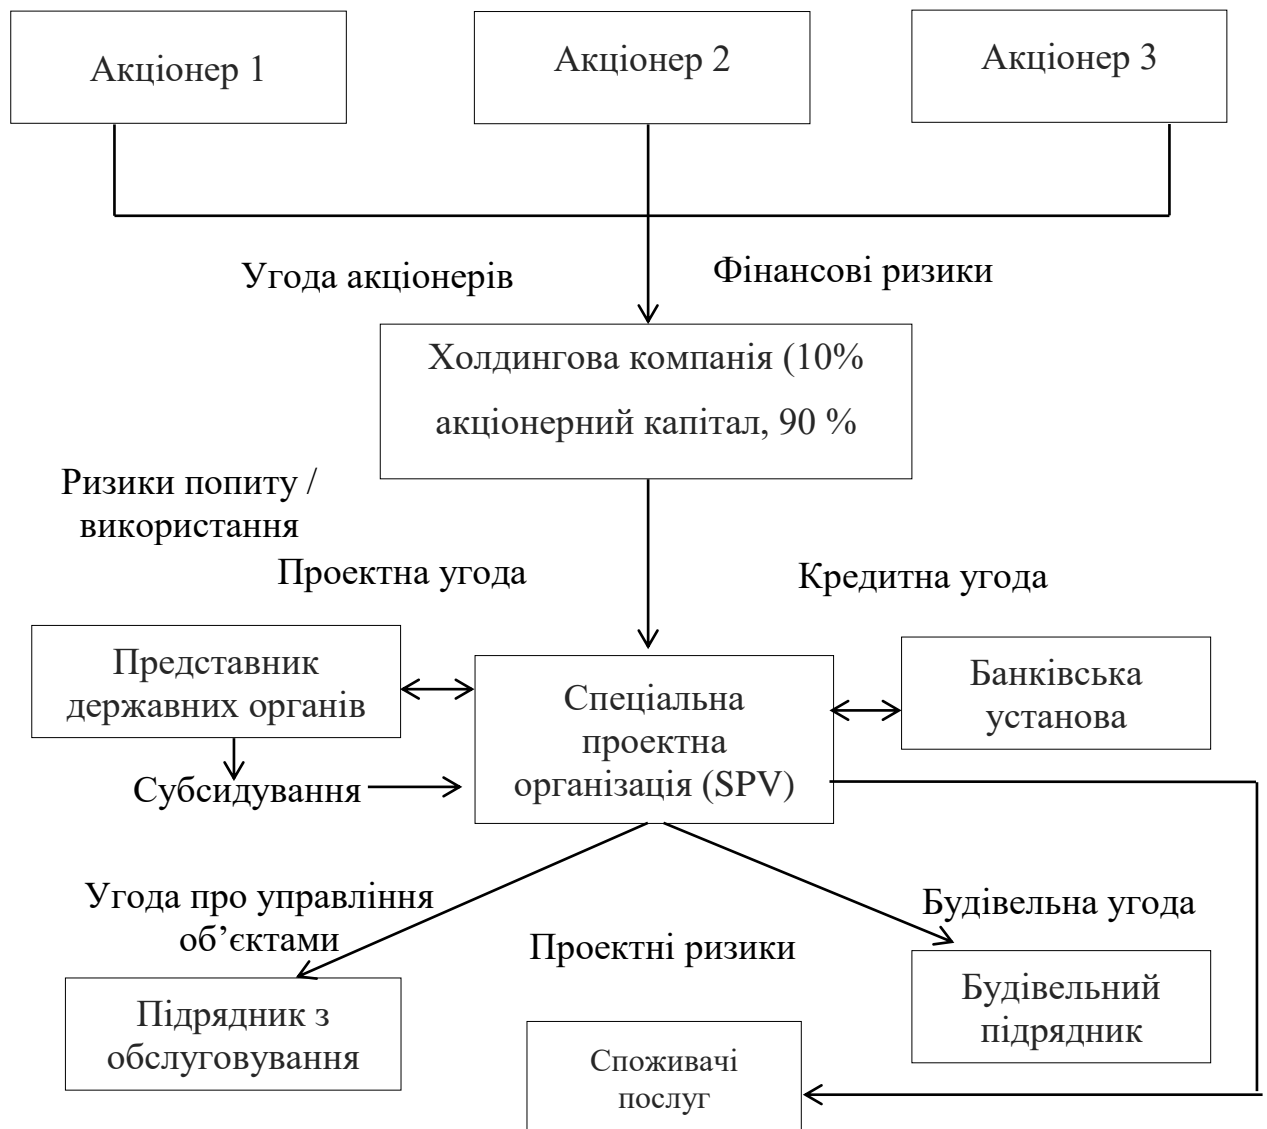 Акціонер 1
Акціонер 2
Акціонер 3
Угода акціонерів
Фінансові ризики
Холдингова компанія (10%
акціонерний капітал, 90 %
Ризики попиту /
використання
Проектна угода
Кредитна угода
Представник
державних органів
Спеціальна
проектна
організація (SPV)
Банківська
установа
Субсидування
Угода про управління
об’єктами
Проектні ризики
Будівельна угода
Підрядник з
обслуговування
Споживачі
послуг
Будівельний
підрядник